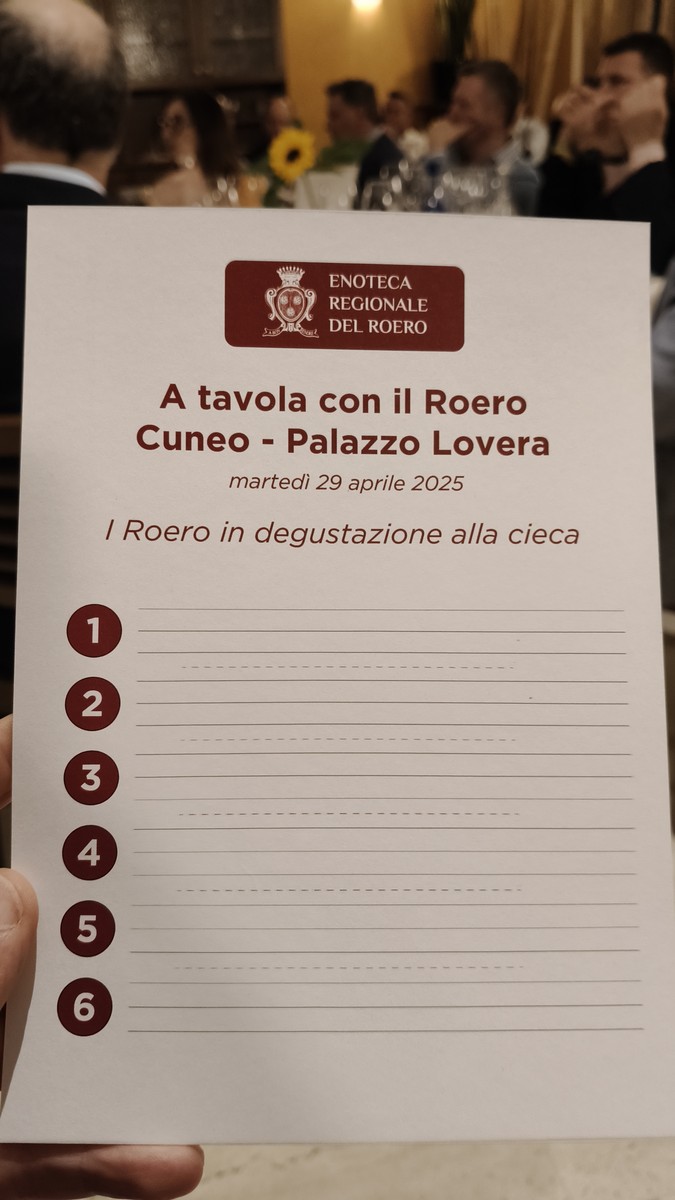 ENOTECA
REGIONALE
DEL ROERO
A tavola con il Roero
Cuneo - Palazzo Lovera
martedì 29 aprile 2025
I Roero in degustazione alla cieca
1
2
3
4
5
6